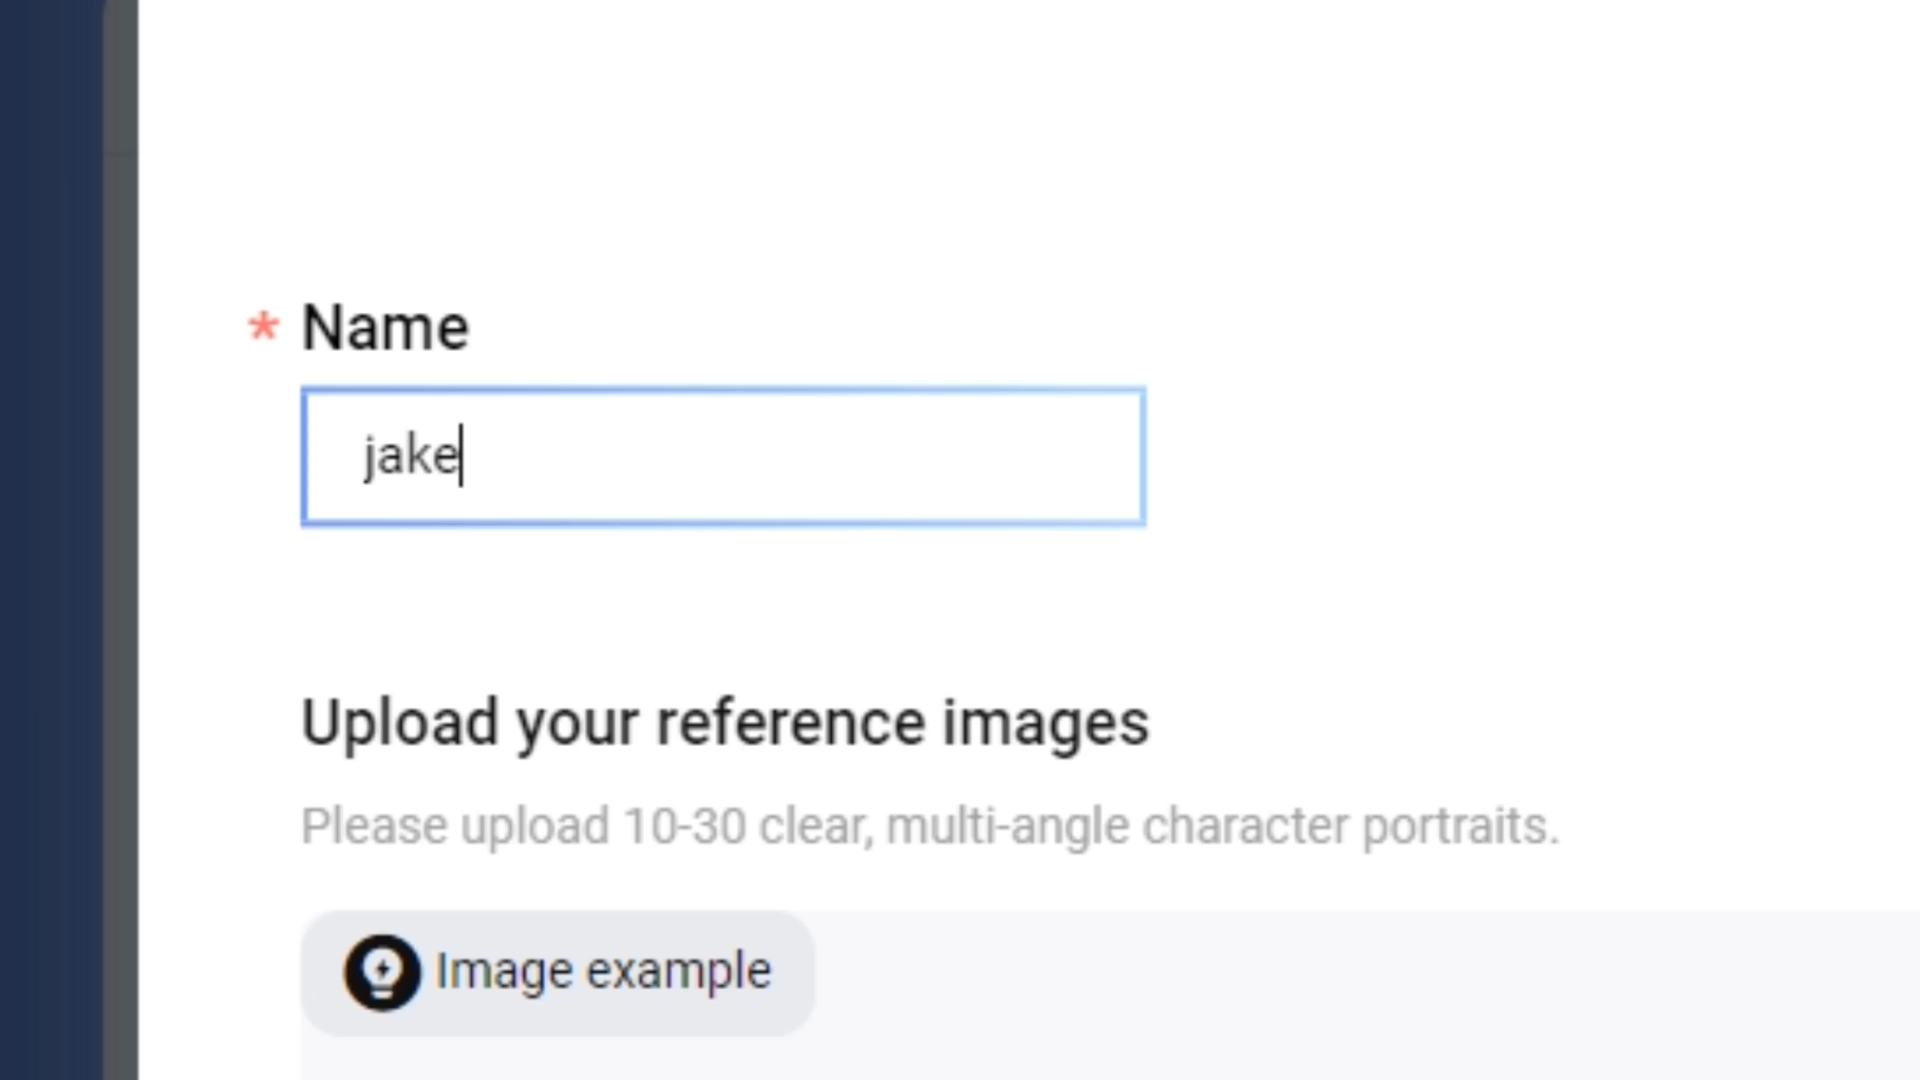 * Name
jake
Upload your reference images
Please upload 10-30 clear, multi-angle character portraits.
Image example